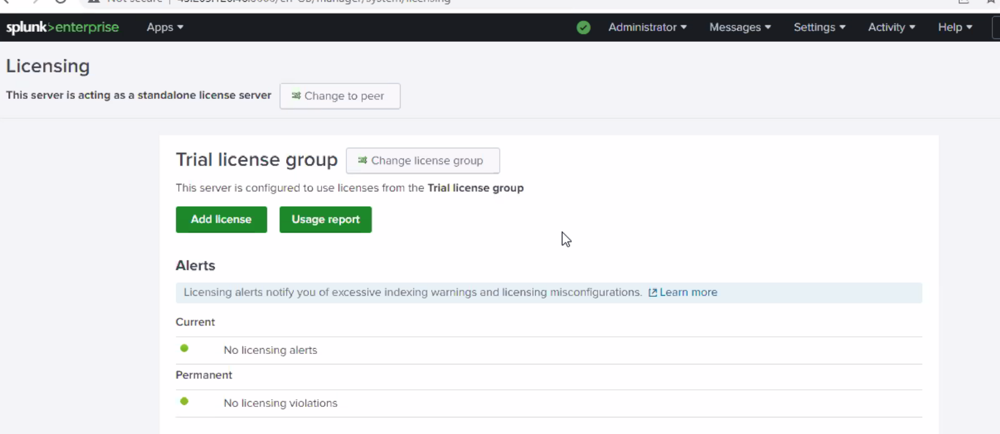 splunk>enterprise Apps Administrator Messages Settings Activity Help
Licensing
This server is acting as a standalone license server Change to peer
Trial license group Change license group
This server is configured to use licenses from the Trial license group
Add license Usage report
Alerts
Licensing alerts notify you of excessive indexing warnings and licensing misconfigurations. Learn more
Current
No licensing alerts
Permanent
No licensing violations